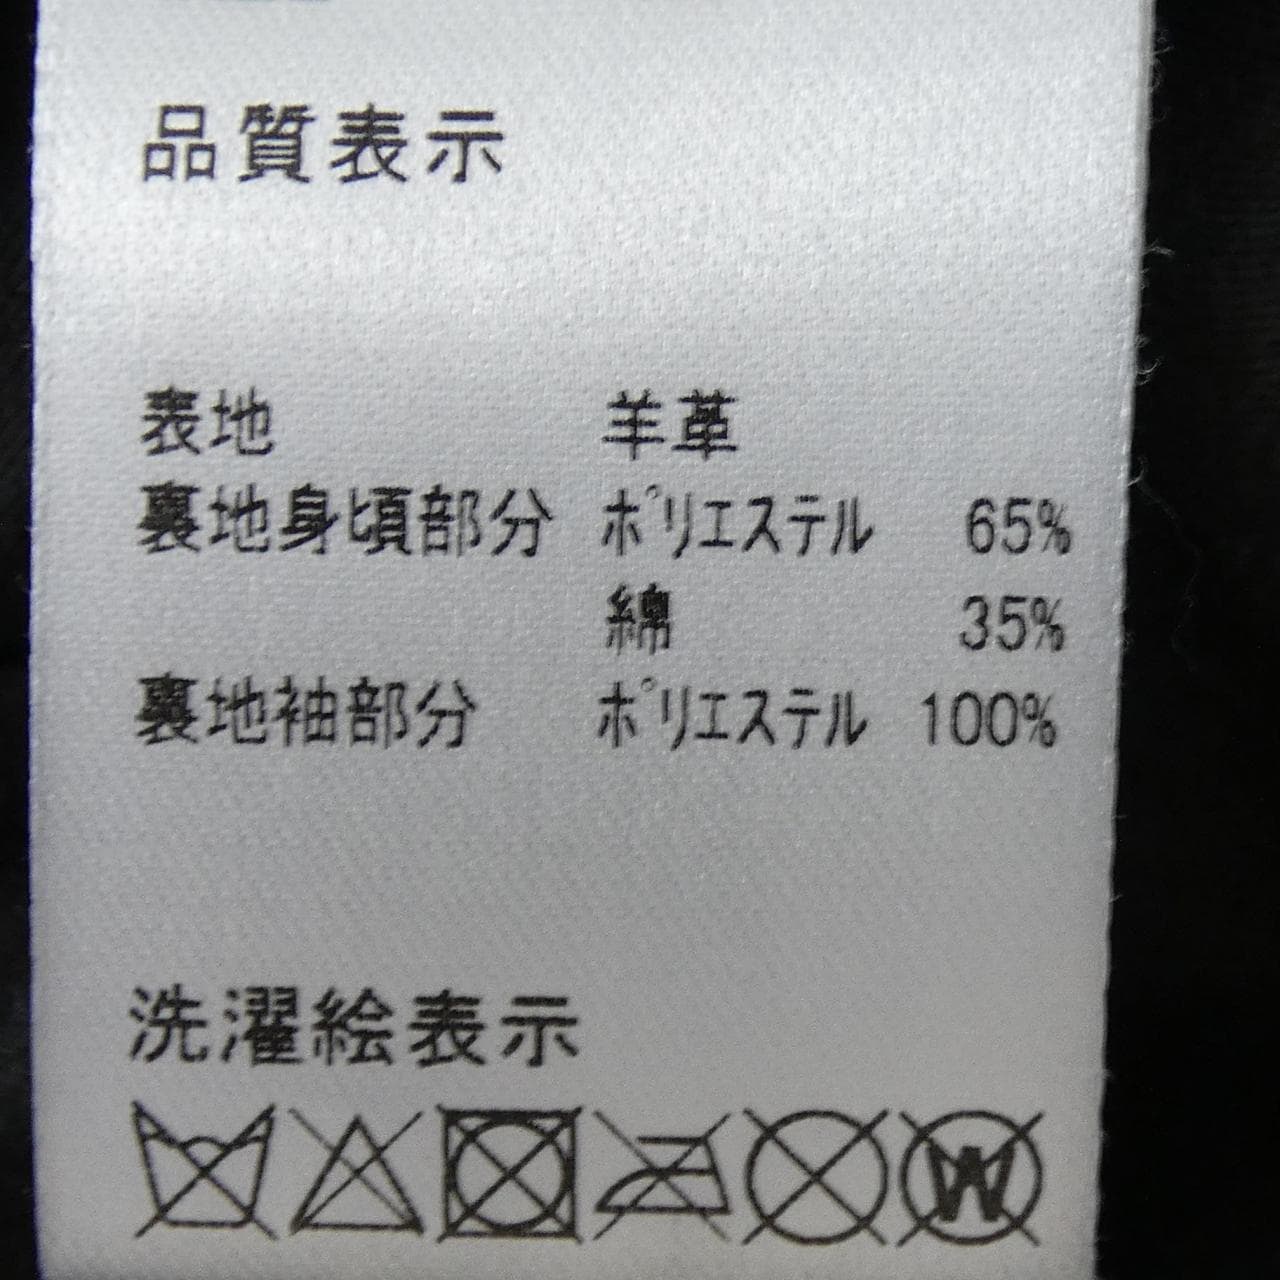 品質表示
表地 羊革
裏地身頃部分 ﾎﾟﾘｴｽﾃﾙ 65%
綿 35%
裏地袖部分 ﾎﾟﾘｴｽﾃﾙ 100%
洗濯絵表示
W